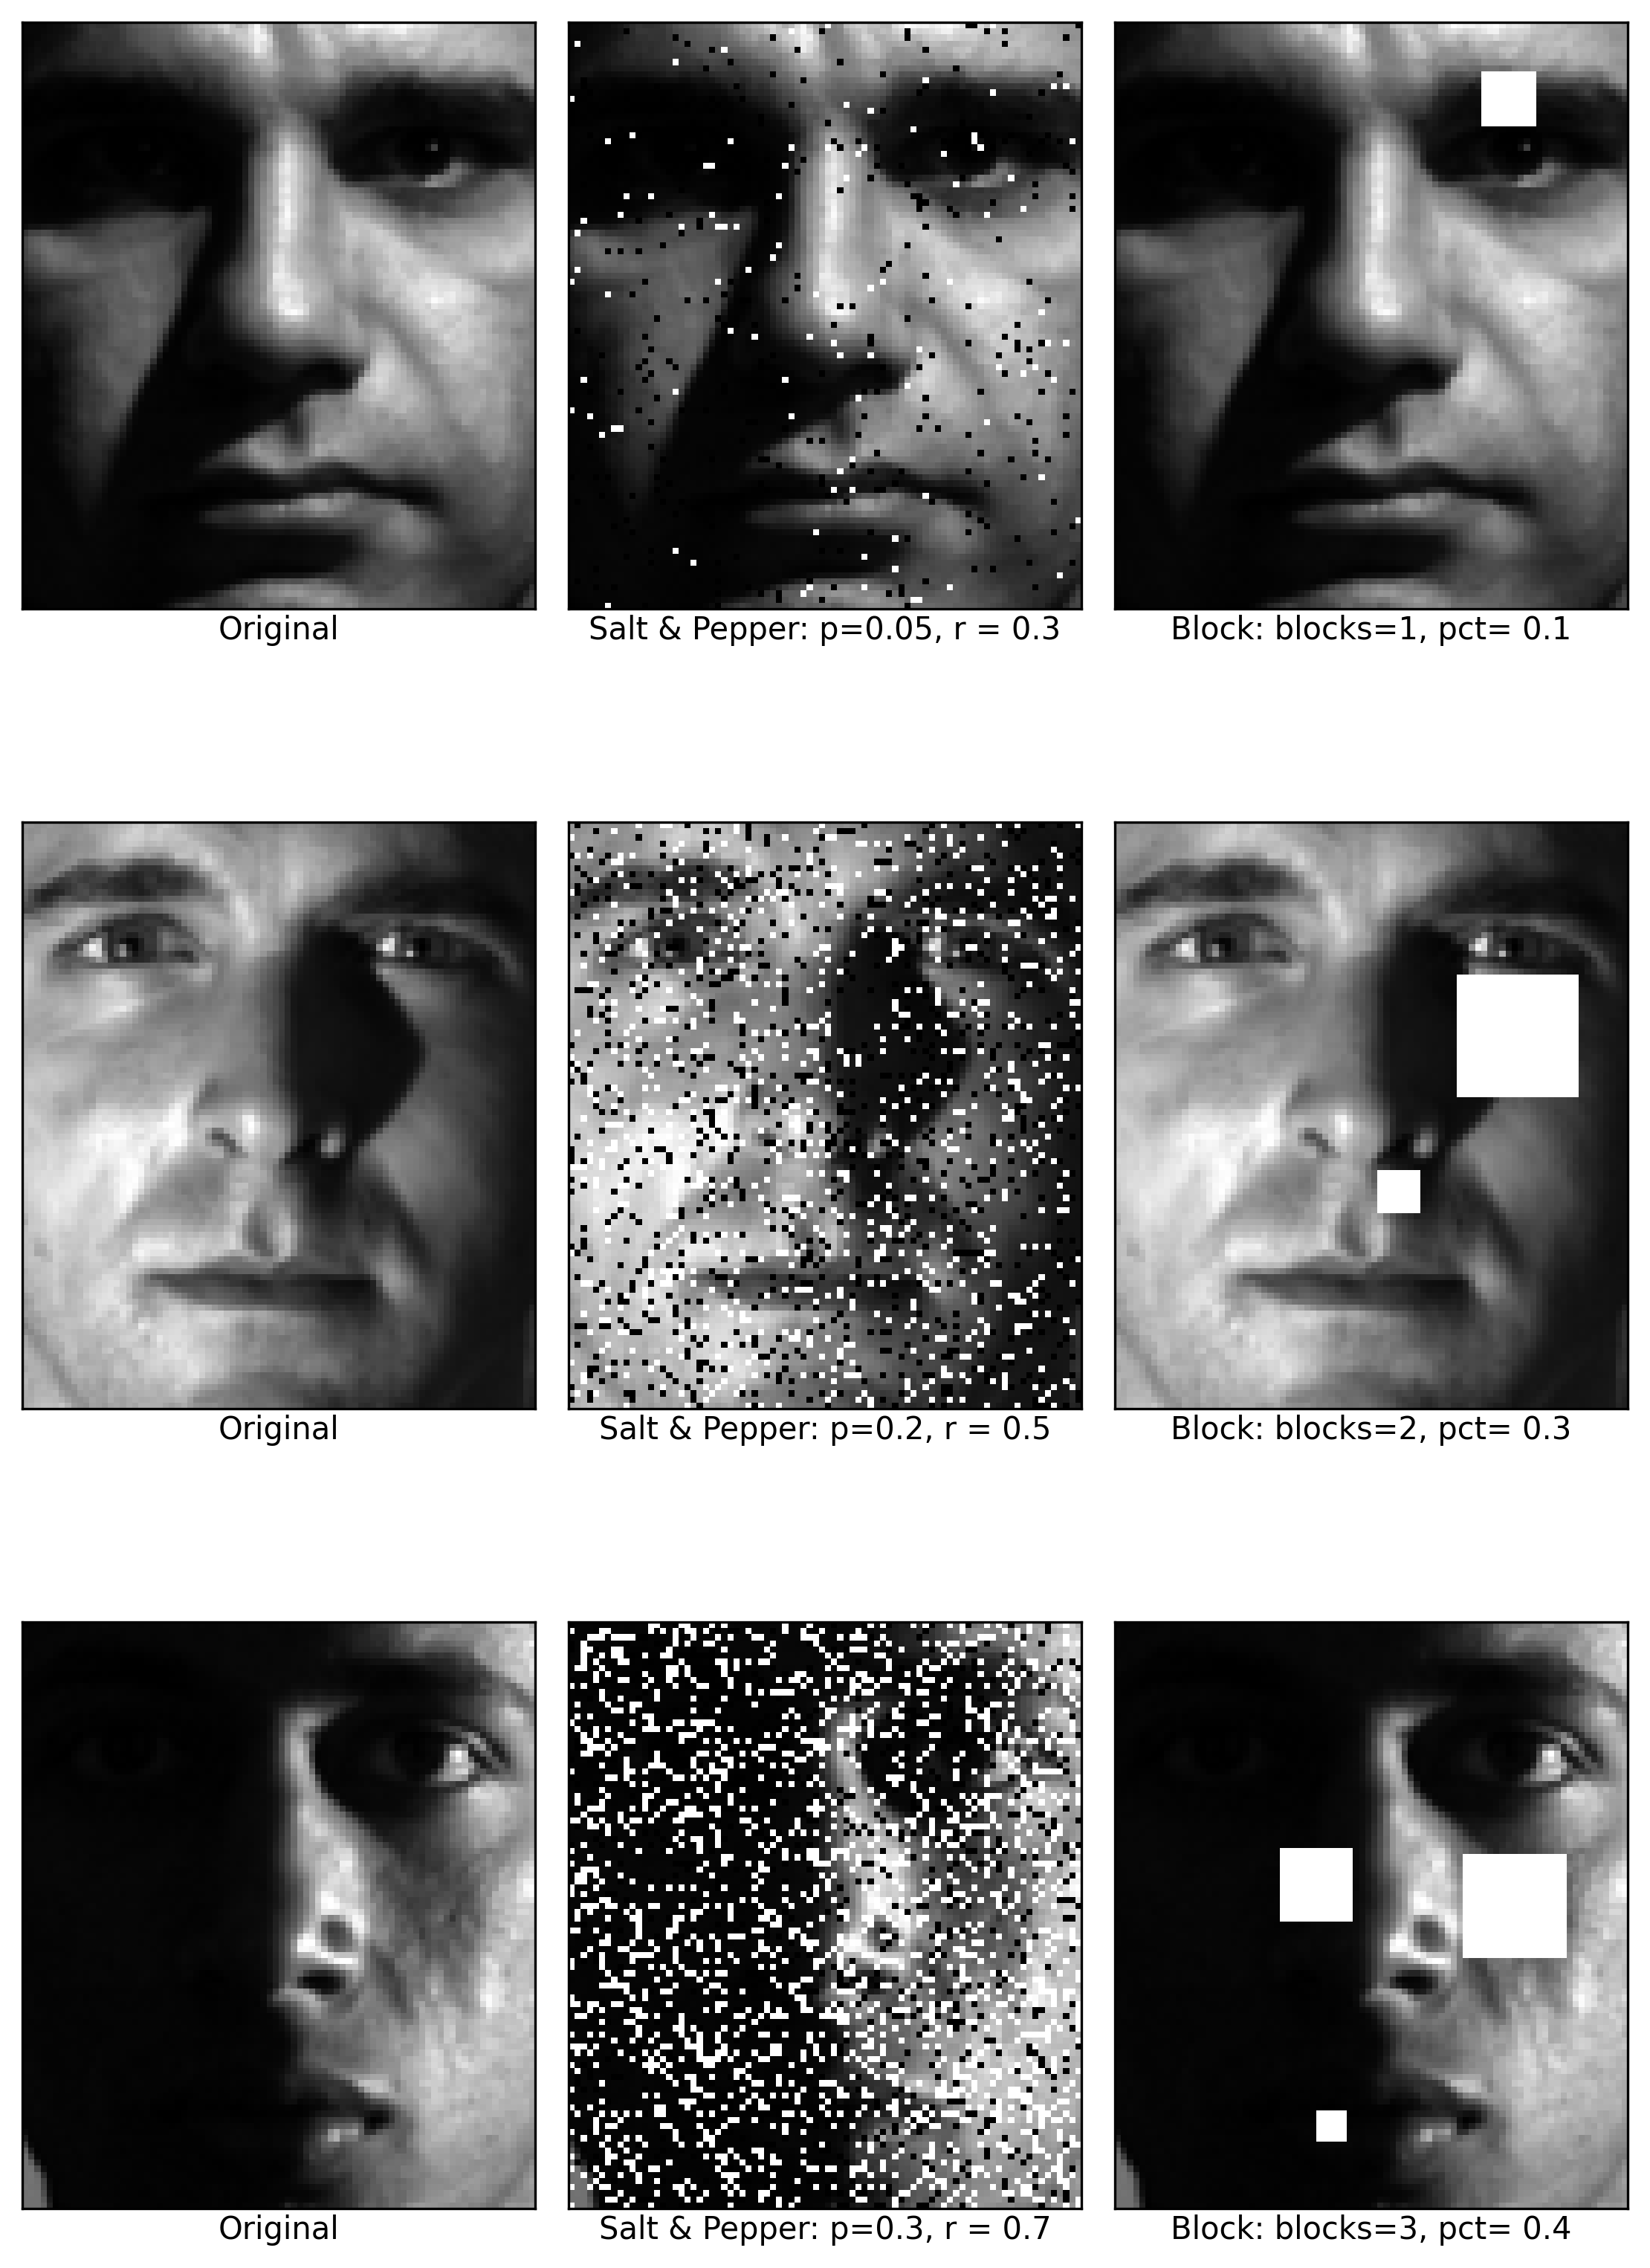 Original
Salt & Pepper: p=0.05, r = 0.3
Block: blocks=1, pct= 0.1
Original
Salt & Pepper: p=0.2, r = 0.5
Block: blocks=2, pct= 0.3
Original
Salt & Pepper: p=0.3, r = 0.7
Block: blocks=3, pct= 0.4